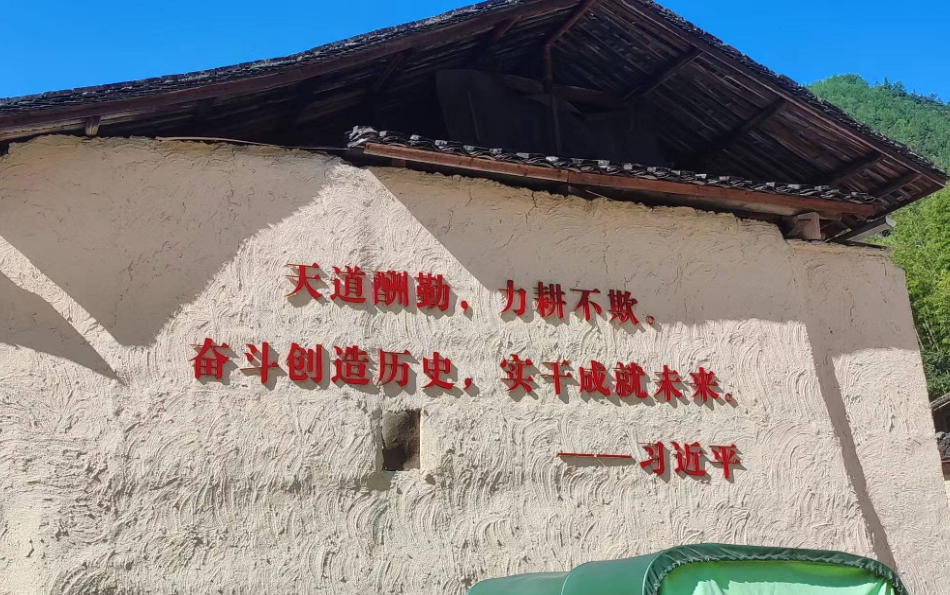 天道酬勤，力耕不欺。
奋斗创造历史，实干成就未来。
——习近平